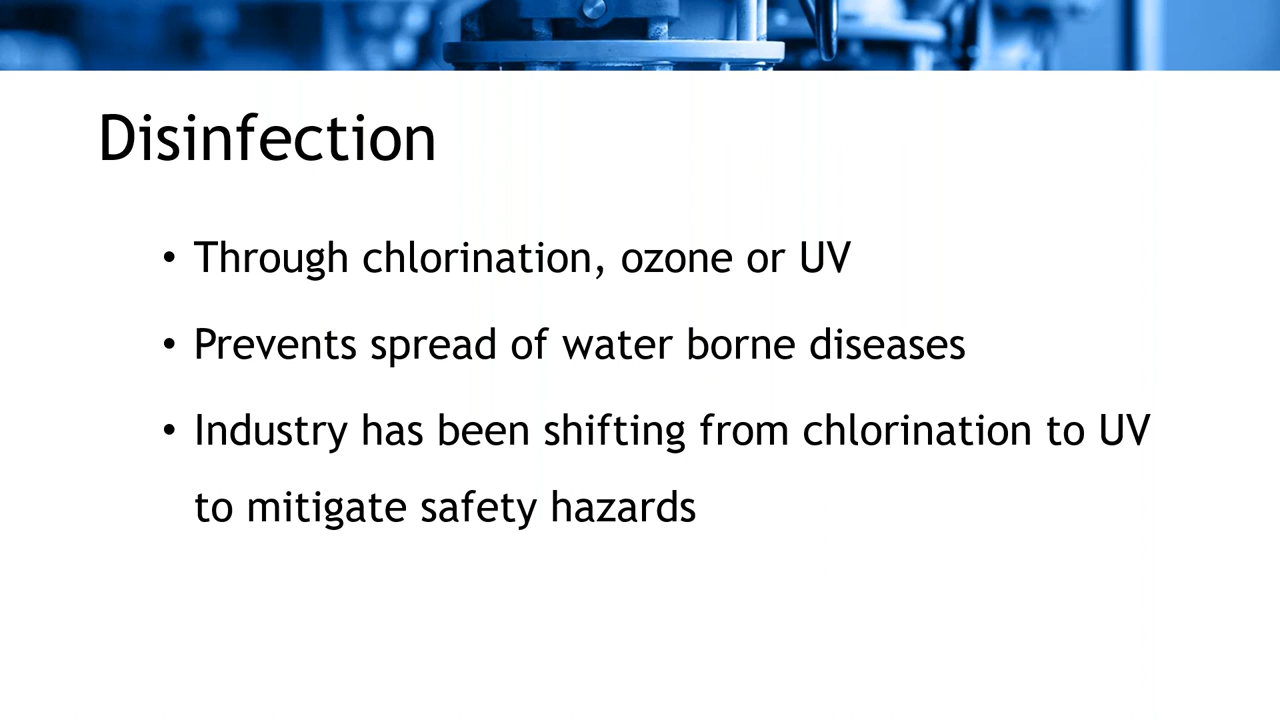 Disinfection
• Through chlorination, ozone or UV
• Prevents spread of water borne diseases
• Industry has been shifting from chlorination to UV
to mitigate safety hazards